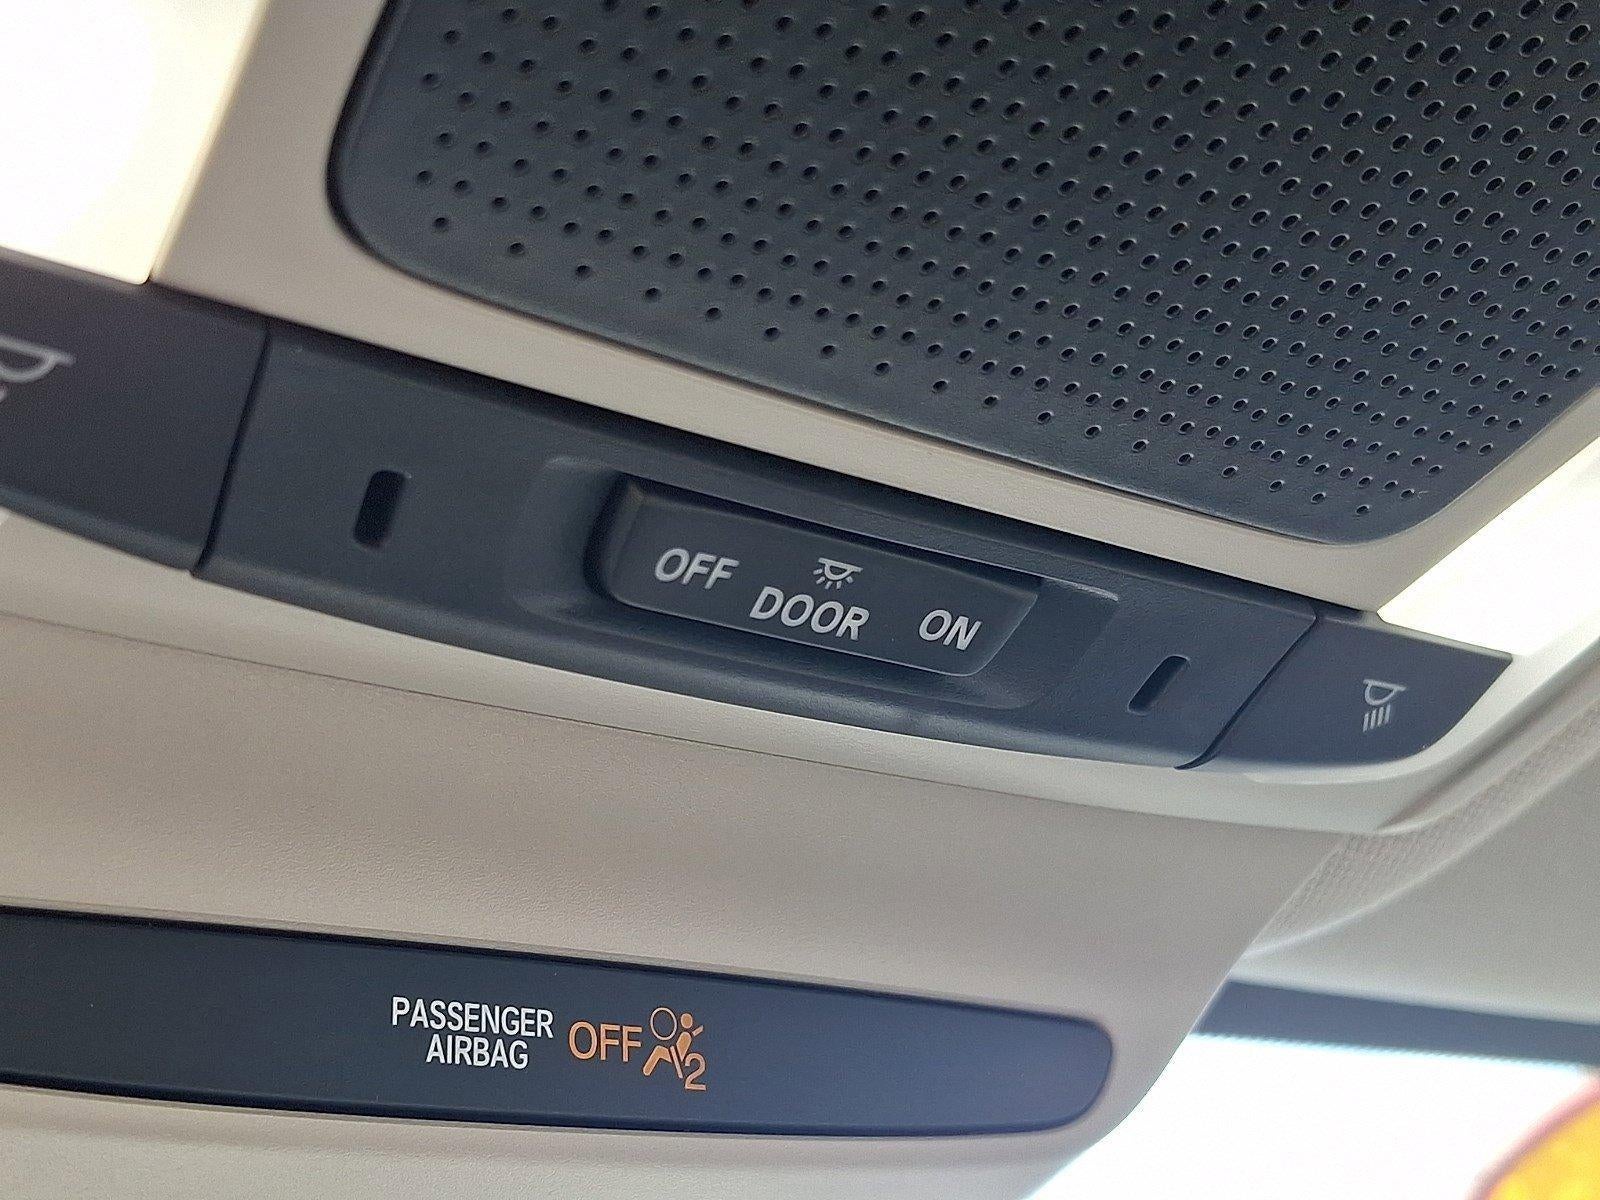 OFF DOOR ON
PASSENGER
AIRBAG
OFF
2